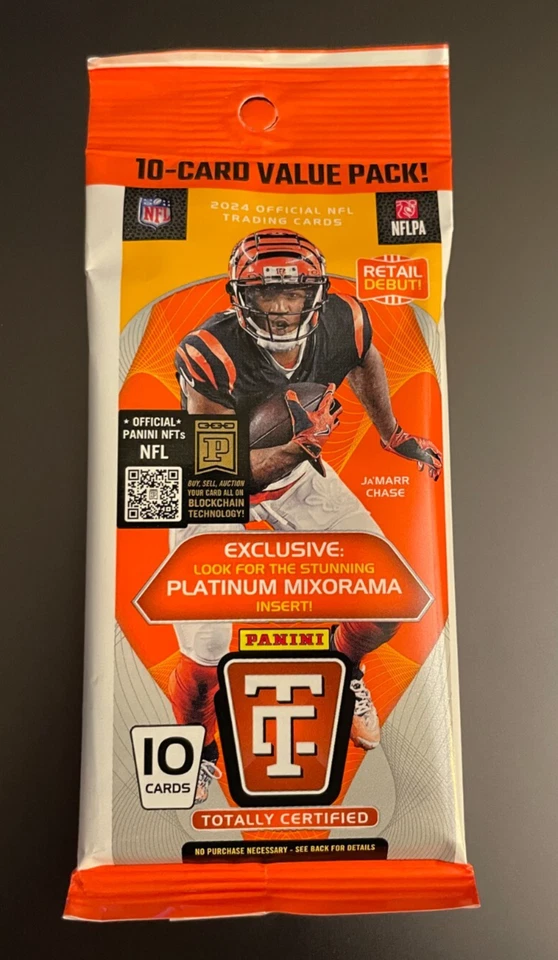 10-CARD VALUE PACK!
NFL
2024 OFFICIAL NFL
TRADING CARDS
NFLPA
RETAIL
DEBUT!
★ OFFICIAL ★
PANINI NFTs
NFL
P
BUY, SELL, AUCTION
YOUR CARD ALL ON
BLOCKCHAIN
TECHNOLOGY!
JA'MARR
CHASE
EXCLUSIVE:
LOOK FOR THE STUNNING
PLATINUM MIXORAMA
INSERT!
PANINI
TC
10
CARDS
TOTALLY CERTIFIED
NO PURCHASE NECESSARY - SEE BACK FOR DETAILS